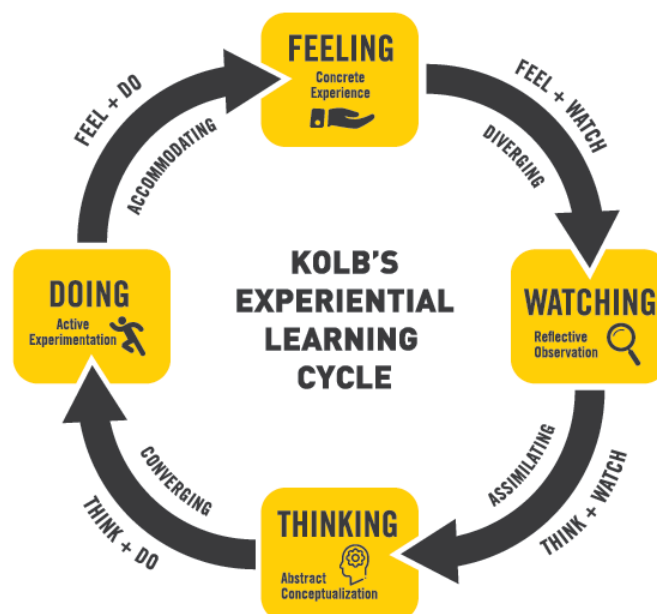 FEELING
Concrete
Experience
FEEL + DO
ACCOMMODATING
FEEL + WATCH
DIVERGING
KOLB'S
EXPERIENTIAL
LEARNING
CYCLE
DOING
Active
Experimentation
WATCHING
Reflective
Observation
CONVERGING
THINK + DO
ASSIMILATING
THINK + WATCH
THINKING
Abstract
Conceptualization